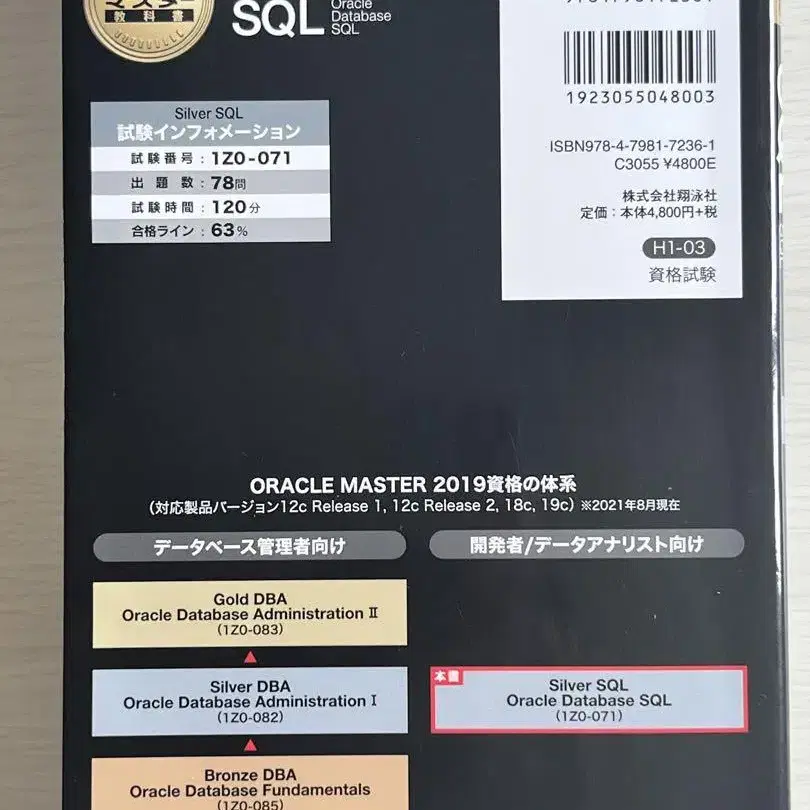 マスター
教科書
SQL
Oracle
Database
SQL
1923055048003
ISBN978-4-7981-7236-1
C3055 ¥4800E
株式会社翔泳社
定価：本体4,800円+税
H1-03
資格試験
Silver SQL
試験インフォメーション
試験番号：1Z0-071
出題数：78問
試験時間：120分
合格ライン：63%
ORACLE MASTER 2019資格の体系
（対応製品バージョン12c Release 1, 12c Release 2, 18c, 19c）※2021年8月現在
データベース管理者向け
開発者/データアナリスト向け
Gold DBA
Oracle Database Administration Ⅱ
（1Z0-083）
Silver DBA
Oracle Database Administration Ⅰ
（1Z0-082）
本書
Silver SQL
Oracle Database SQL
（1Z0-071）
Bronze DBA
Oracle Database Fundamentals
（1Z0-085）